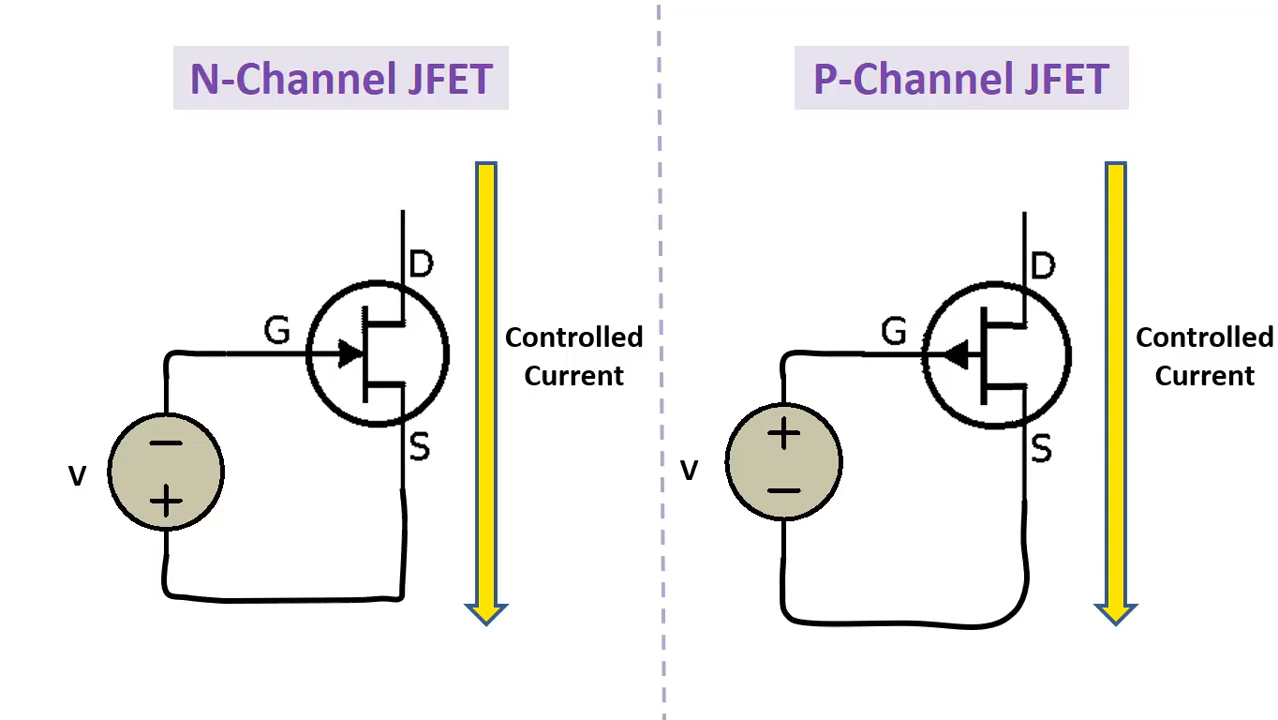 N-Channel JFET
D
G
Controlled
Current
−
S
V
+
P-Channel JFET
D
G
Controlled
Current
+
S
V
−